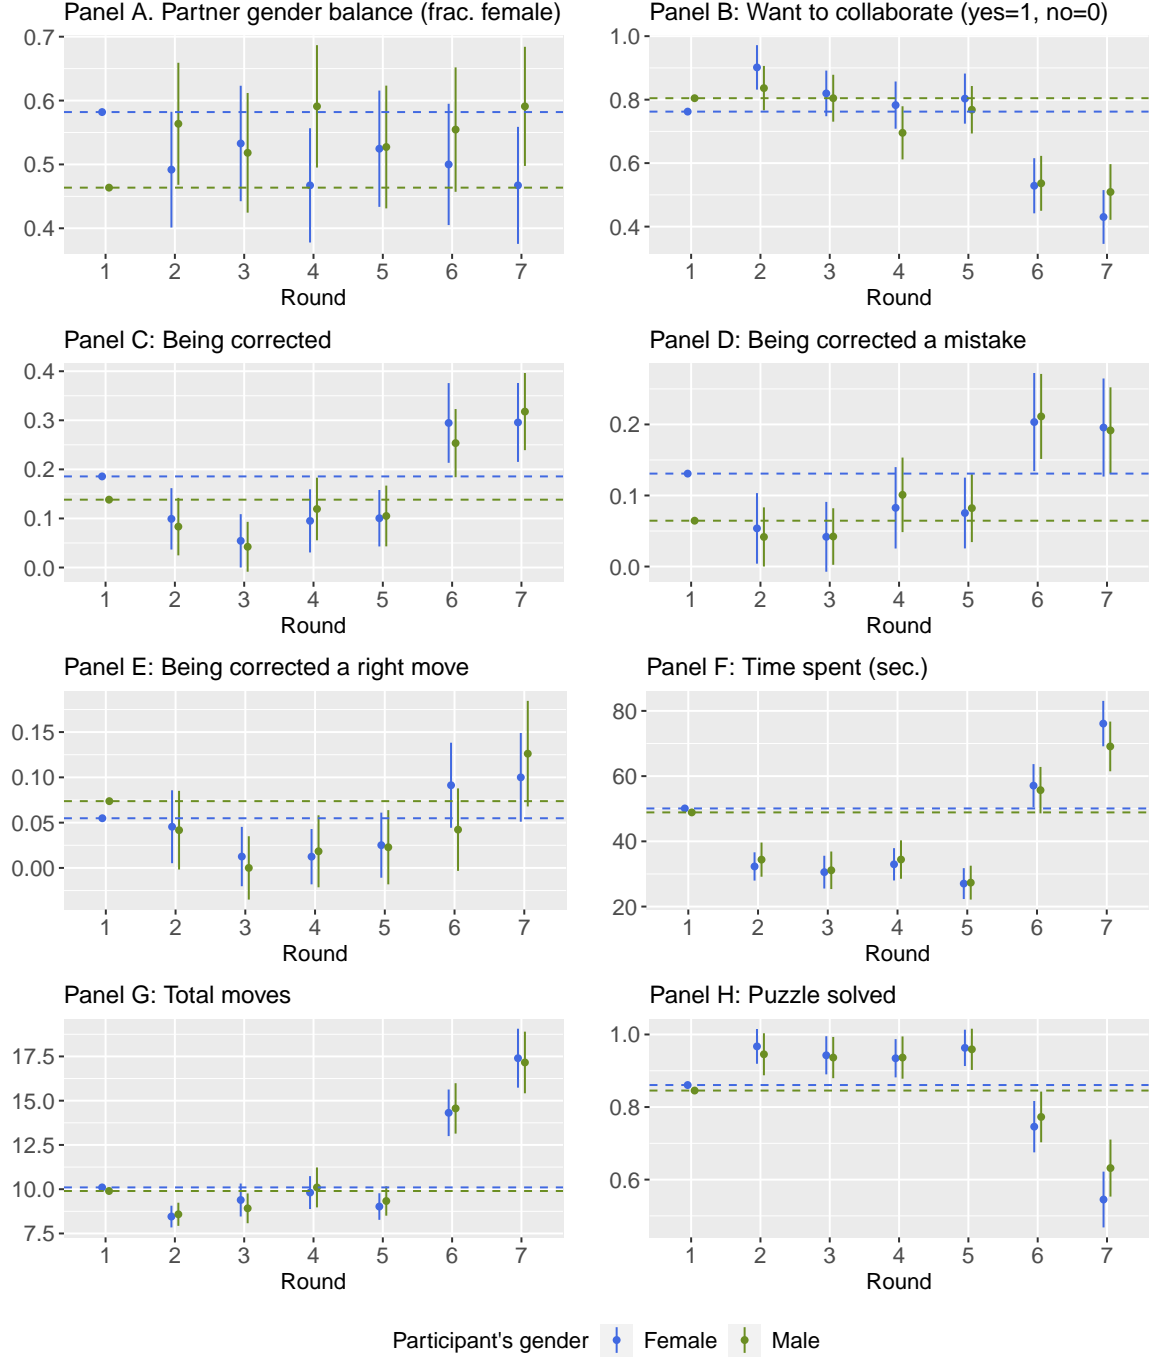 Panel A. Partner gender balance (frac. female)
0.7
0.6
0.5
0.4
1 2 3 4 5 6 7
Round
Panel B: Want to collaborate (yes=1, no=0)
1.0
0.8
0.6
0.4
1 2 3 4 5 6 7
Round
Panel C: Being corrected
0.4
0.3
0.2
0.1
0.0
1 2 3 4 5 6 7
Round
Panel D: Being corrected a mistake
0.2
0.1
0.0
1 2 3 4 5 6 7
Round
Panel E: Being corrected a right move
0.15
0.10
0.05
0.00
1 2 3 4 5 6 7
Round
Panel F: Time spent (sec.)
80
60
40
20
1 2 3 4 5 6 7
Round
Panel G: Total moves
17.5
15.0
12.5
10.0
7.5
1 2 3 4 5 6 7
Round
Panel H: Puzzle solved
1.0
0.8
0.6
1 2 3 4 5 6 7
Round
Participant's gender Female Male